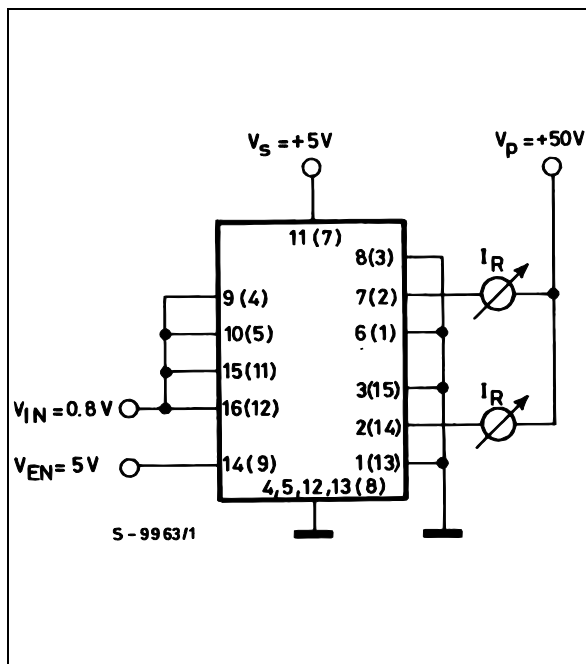 Vs=+5V
Vp=+50V
11(7)
8(3)
IR
9(4)
7(2)
10(5)
6(1)
15(11)
3(15)
IR
VIN=0.8V
16(12)
2(14)
VEN=5V
14(9)
1(13)
4,5,12,13(8)
S-9963/1